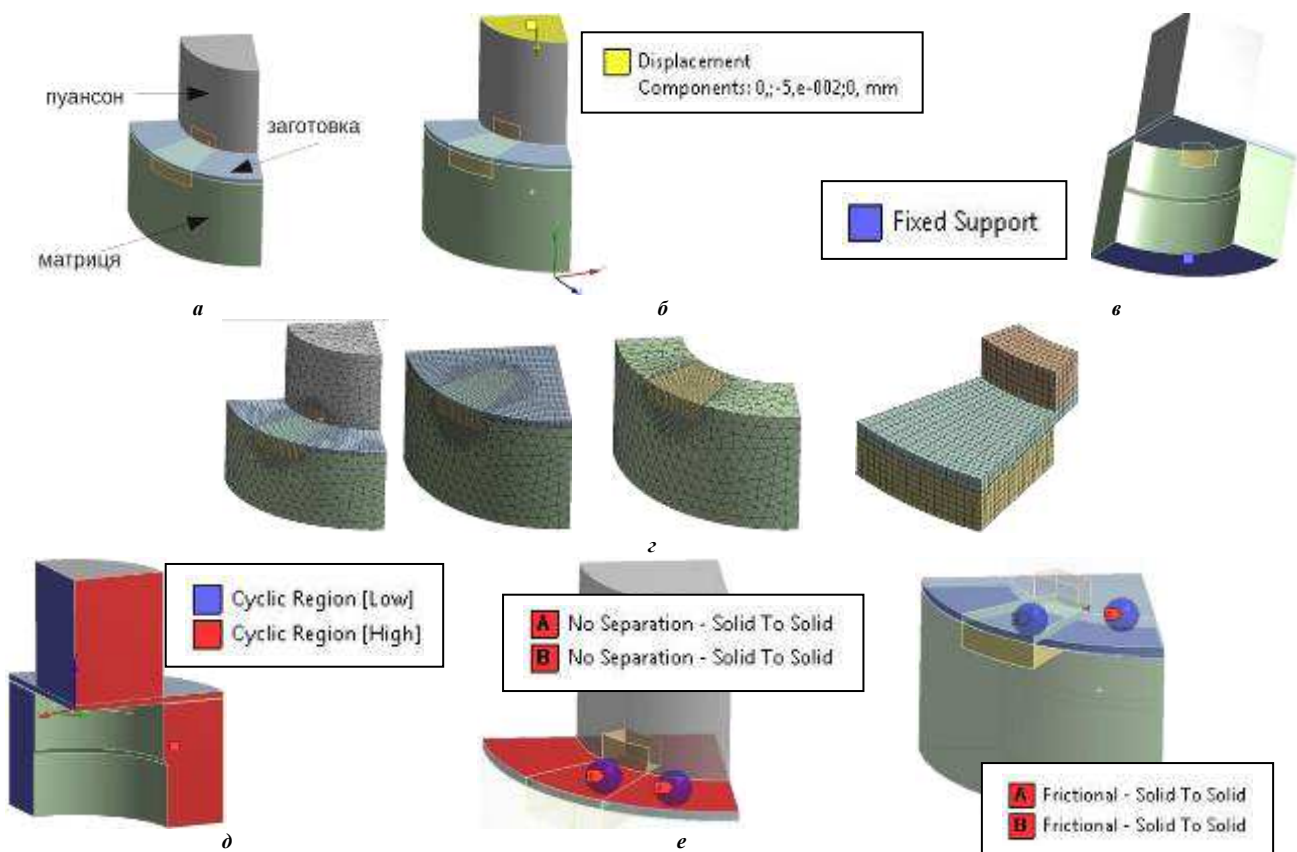 пуансон
заготовка
матриця
Displacement
Components: 0,;-5,e-002;0, mm
Fixed Support
а
б
в
г
Cyclic Region [Low]
Cyclic Region [High]
A No Separation - Solid To Solid
B No Separation - Solid To Solid
A Frictional - Solid To Solid
B Frictional - Solid To Solid
д
е